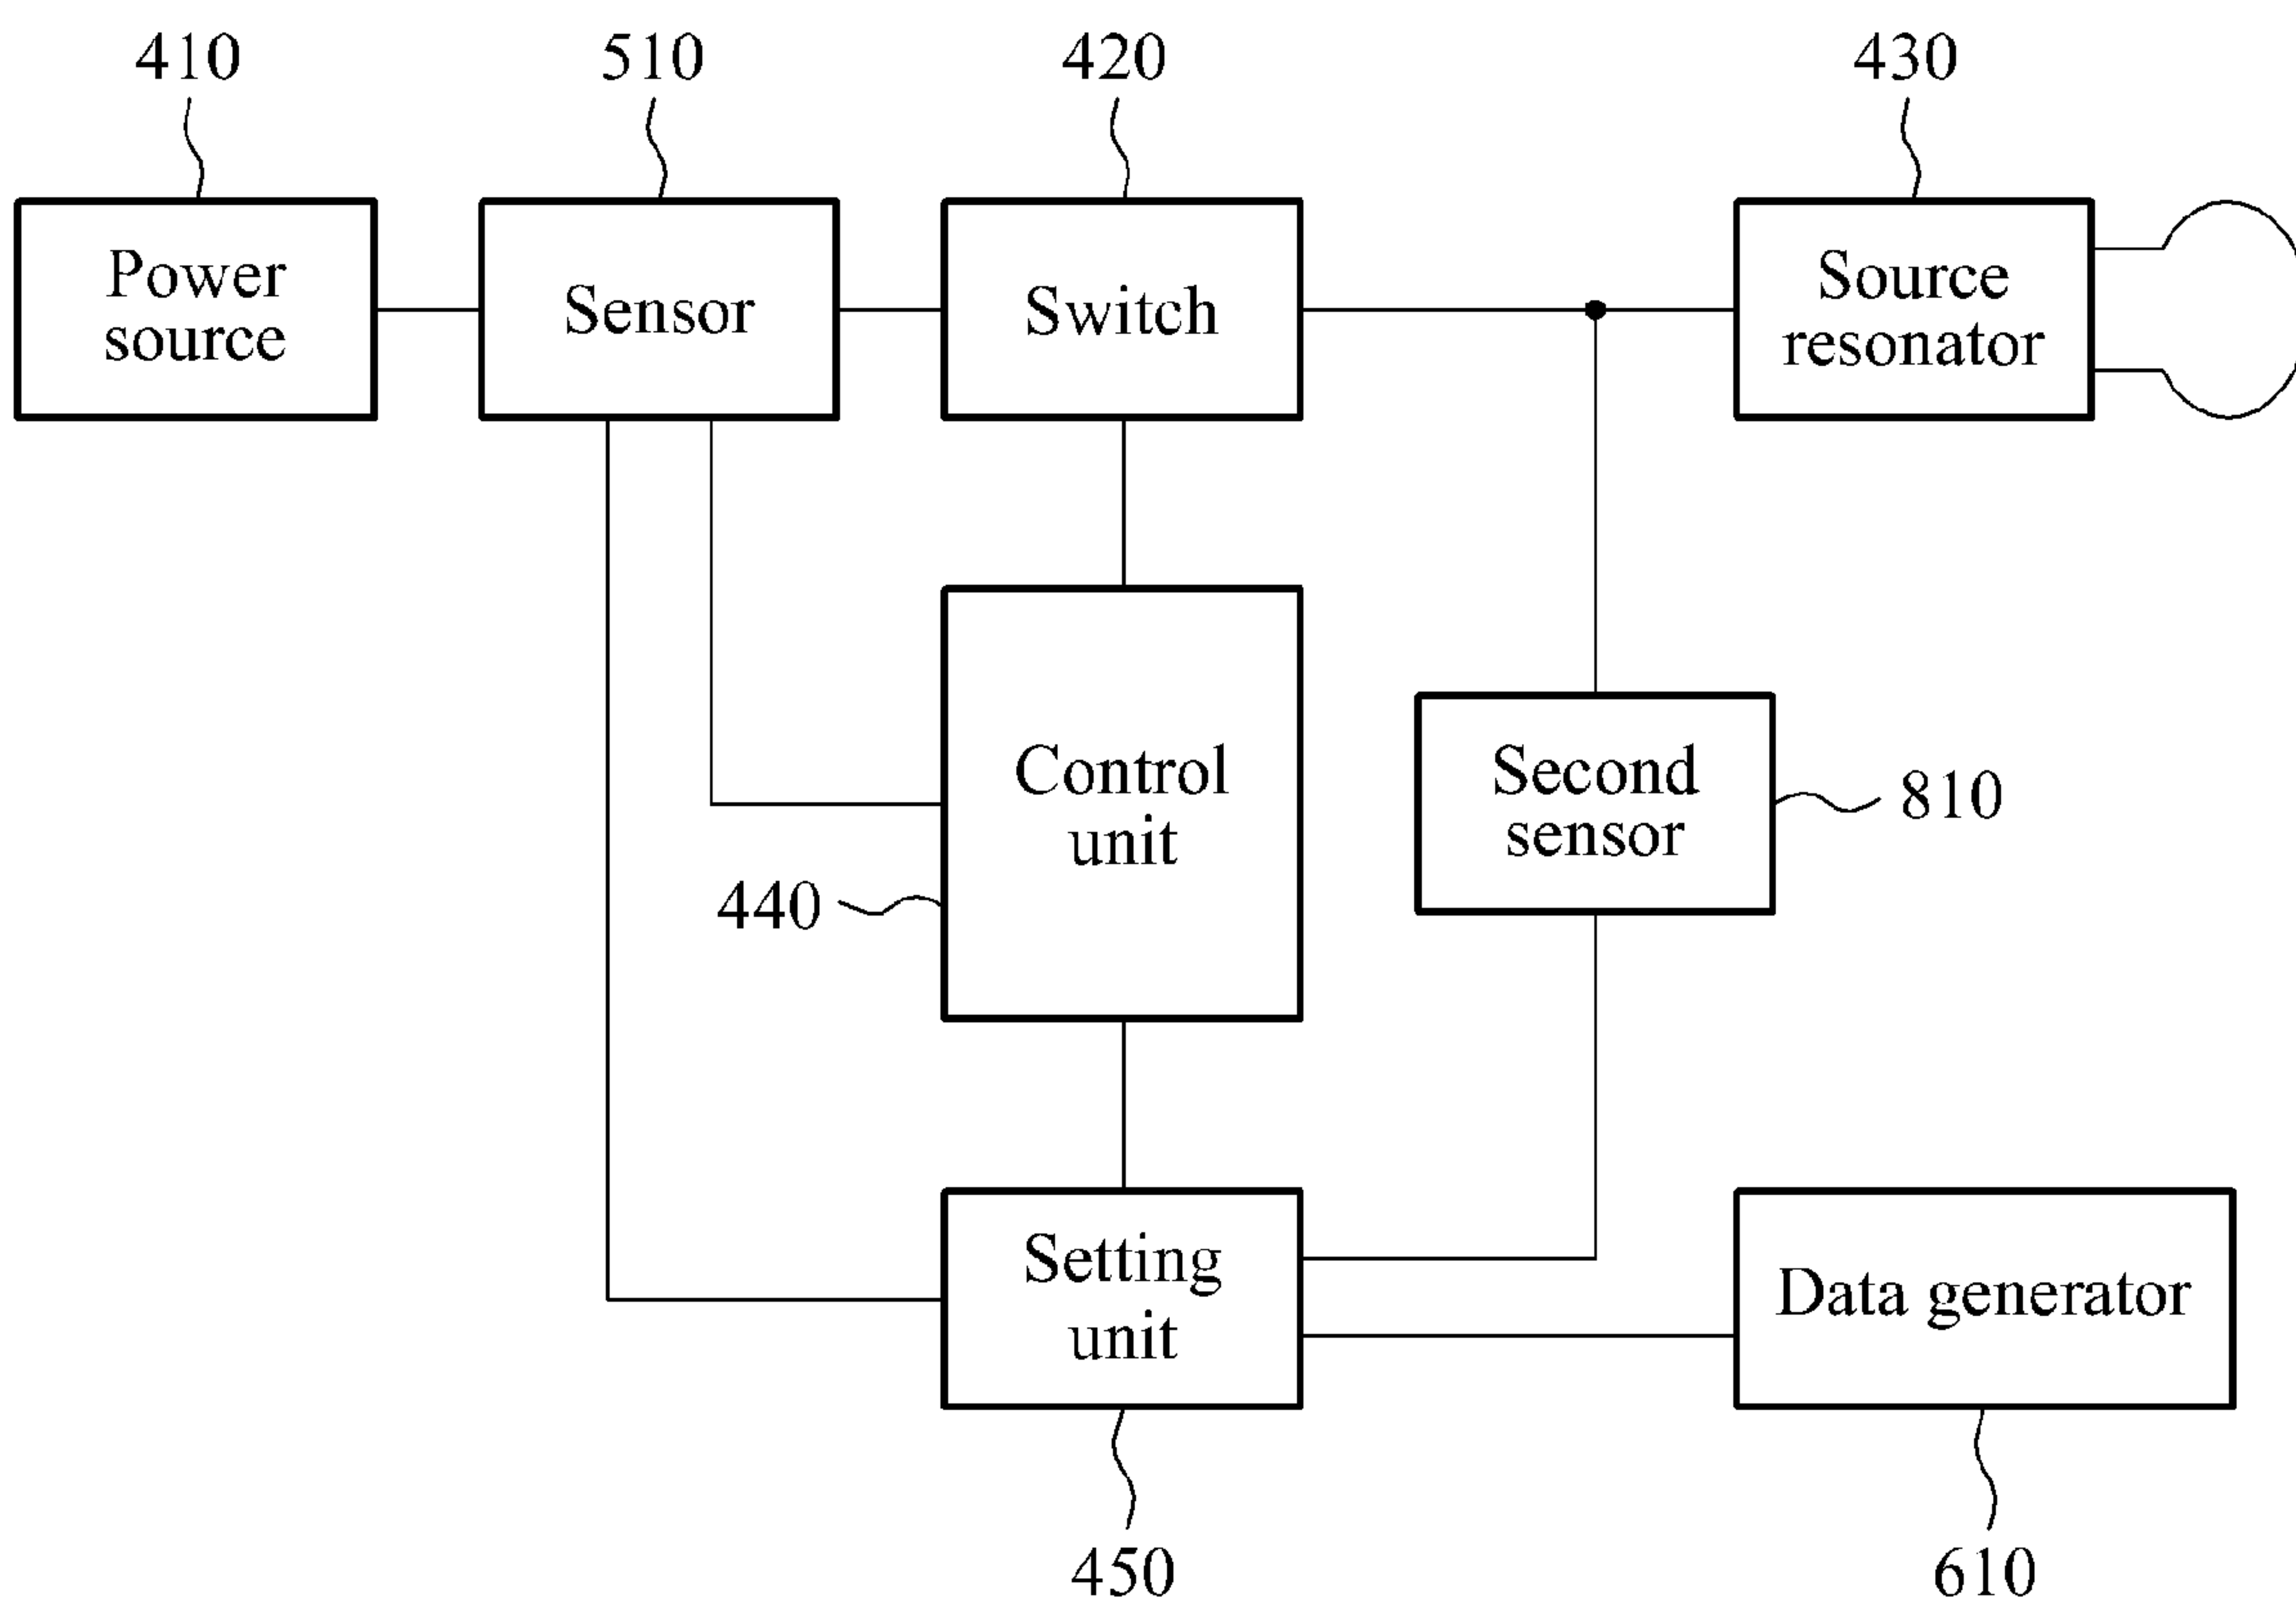 410
510
420
430
Power
source
Sensor
Switch
Source
resonator
Control
unit
440
Second
sensor
810
Setting
unit
Data generator
450
610